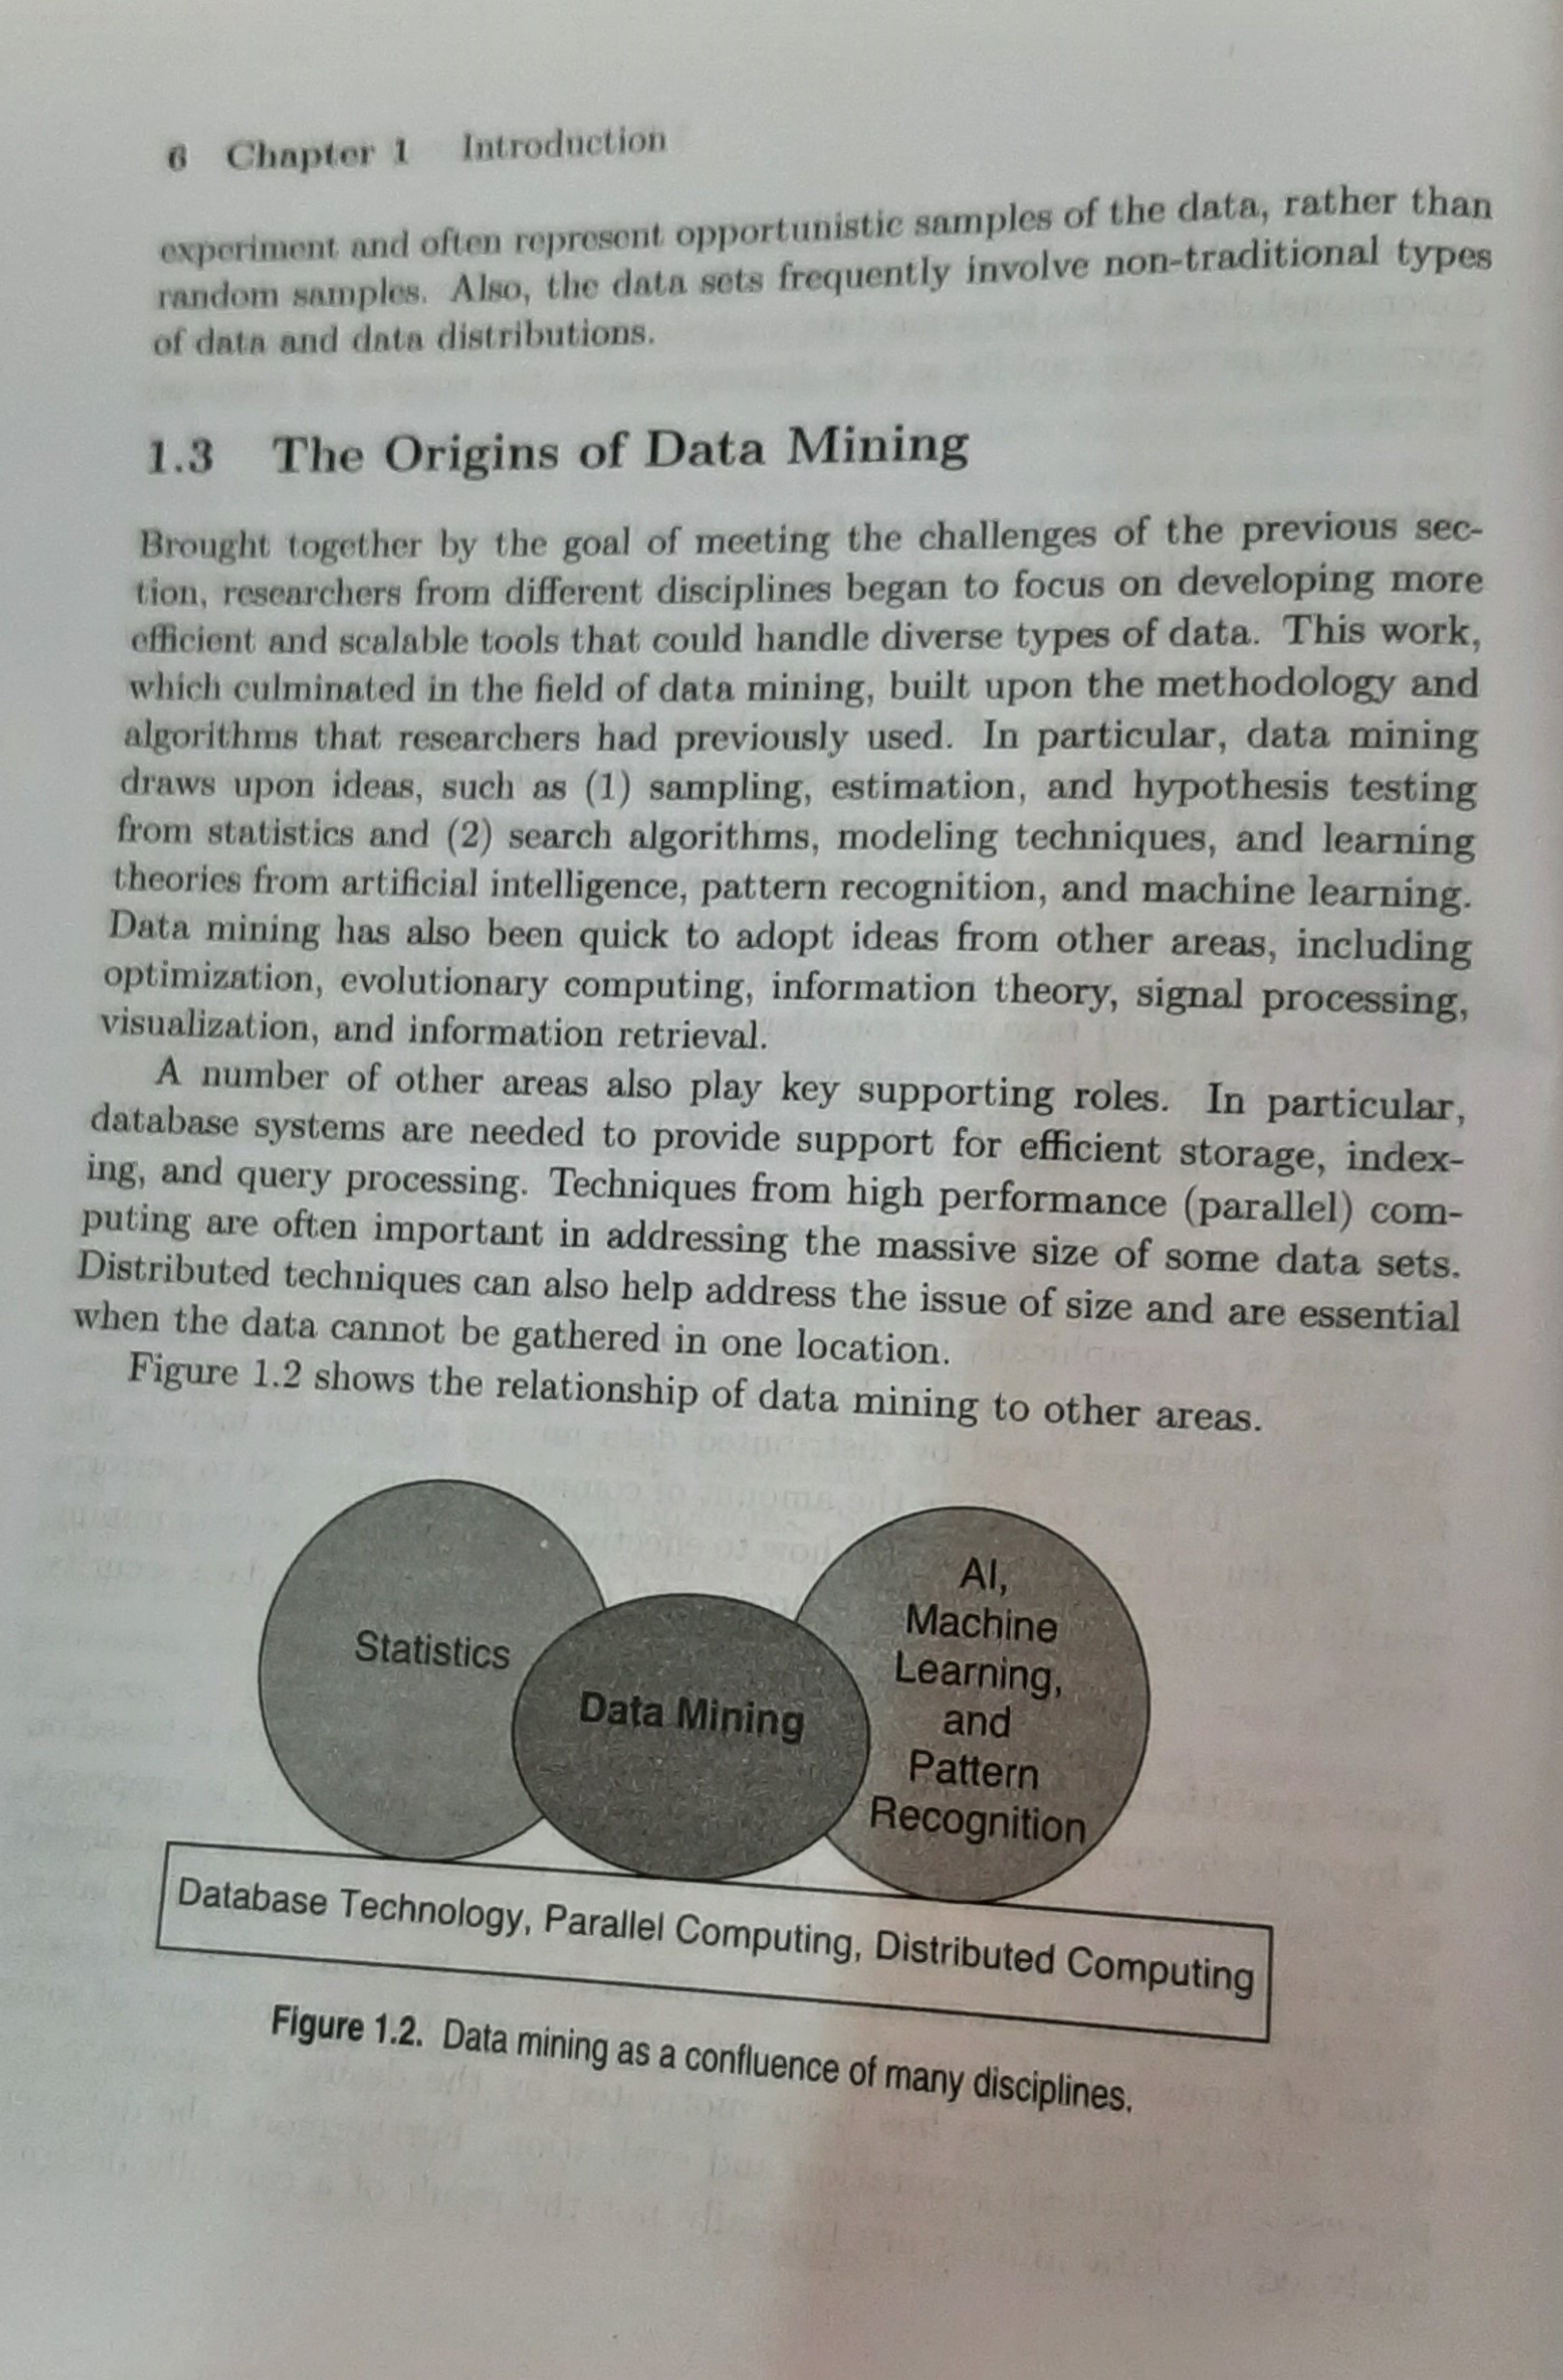 6 Chapter 1 Introduction
experiment and often represent opportunistic samples of the data, rather than
random samples. Also, the data sets frequently involve non-traditional types
of data and data distributions.
1.3 The Origins of Data Mining
Brought together by the goal of meeting the challenges of the previous sec-
tion, researchers from different disciplines began to focus on developing more
efficient and scalable tools that could handle diverse types of data. This work,
which culminated in the field of data mining, built upon the methodology and
algorithms that researchers had previously used. In particular, data mining
draws upon ideas, such as (1) sampling, estimation, and hypothesis testing
from statistics and (2) search algorithms, modeling techniques, and learning
theories from artificial intelligence, pattern recognition, and machine learning.
Data mining has also been quick to adopt ideas from other areas, including
optimization, evolutionary computing, information theory, signal processing,
visualization, and information retrieval.
A number of other areas also play key supporting roles. In particular,
database systems are needed to provide support for efficient storage, index-
ing, and query processing. Techniques from high performance (parallel) com-
puting are often important in addressing the massive size of some data sets.
Distributed techniques can also help address the issue of size and are essential
when the data cannot be gathered in one location.
Figure 1.2 shows the relationship of data mining to other areas.
Statistics
Data Mining
AI,
Machine
Learning,
and
Pattern
Recognition
Database Technology, Parallel Computing, Distributed Computing
Figure 1.2. Data mining as a confluence of many disciplines.